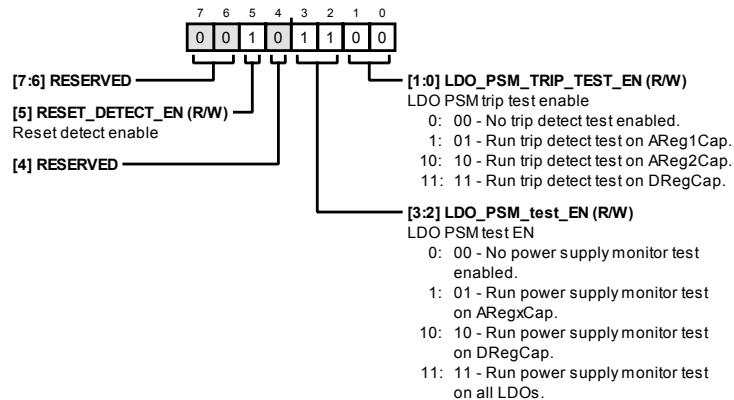 7 6 5 4 3 2 1 0
0 0 1 0 1 1 0 0
[7:6] RESERVED
[5] RESET_DETECT_EN (R/W)
Reset detect enable
[4] RESERVED
[1:0] LDO_PSM_TRIP_TEST_EN (R/W)
LDO PSM trip test enable
0: 00 - No trip detect test enabled.
1: 01 - Run trip detect test on AReg1Cap.
10: 10 - Run trip detect test on AReg2Cap.
11: 11 - Run trip detect test on DRegCap.
[3:2] LDO_PSM_test_EN (R/W)
LDO PSM test EN
0: 00 - No power supply monitor test
enabled.
1: 01 - Run power supply monitor test
on ARegxCap.
10: 10 - Run power supply monitor test
on DRegCap.
11: 11 - Run power supply monitor test
on all LDOs.